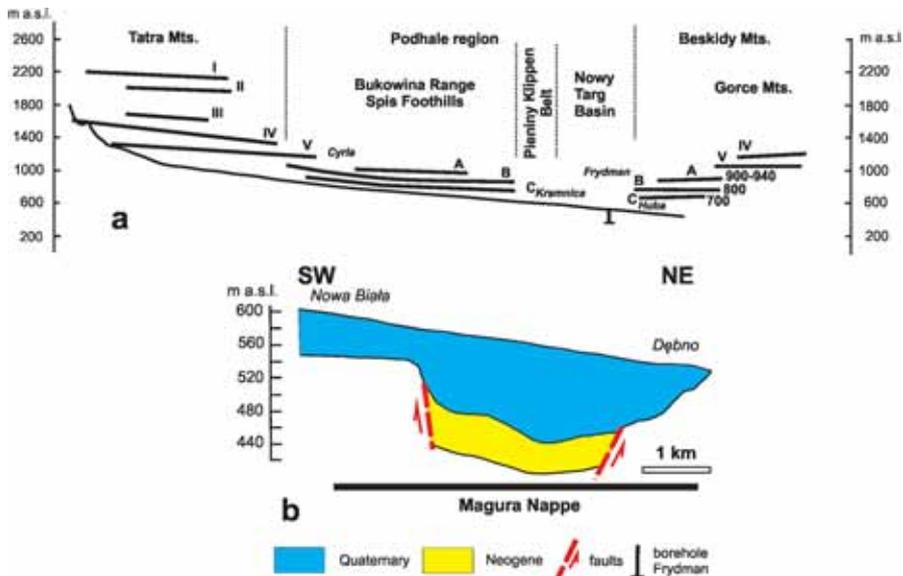 m a.s.l. m a.s.l.
Tatra Mts. Podhale region Beskidy Mts.
2600 2600
2200 2200
1800 1800
1400 1400
1000 1000
600 600
200 200
Bukowina Range
Spis Foothills
Pieniny Klippen
Belt
Nowy
Targ
Basin
Gorce Mts.
I
II
III
IV
V
Cyrla
A
B
C Kramnica
Frydman
IV
V
A 900-940
B 800
C Huba 700
a
SW NE
m a.s.l.
Nowa Biała
Dębno
600
560
520
480
440
1 km
Magura Nappe
b
Quaternary Neogene faults borehole
Frydman